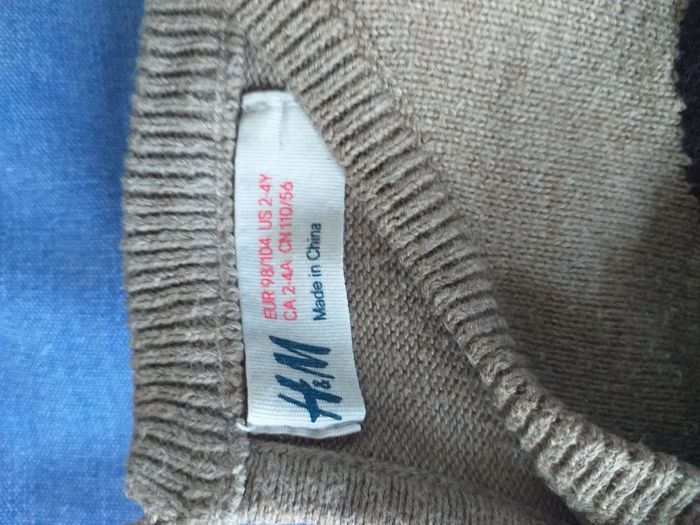 H&M
EUR 98/104 US 2-4Y
CA 2-4A CN 110/56
Made in China